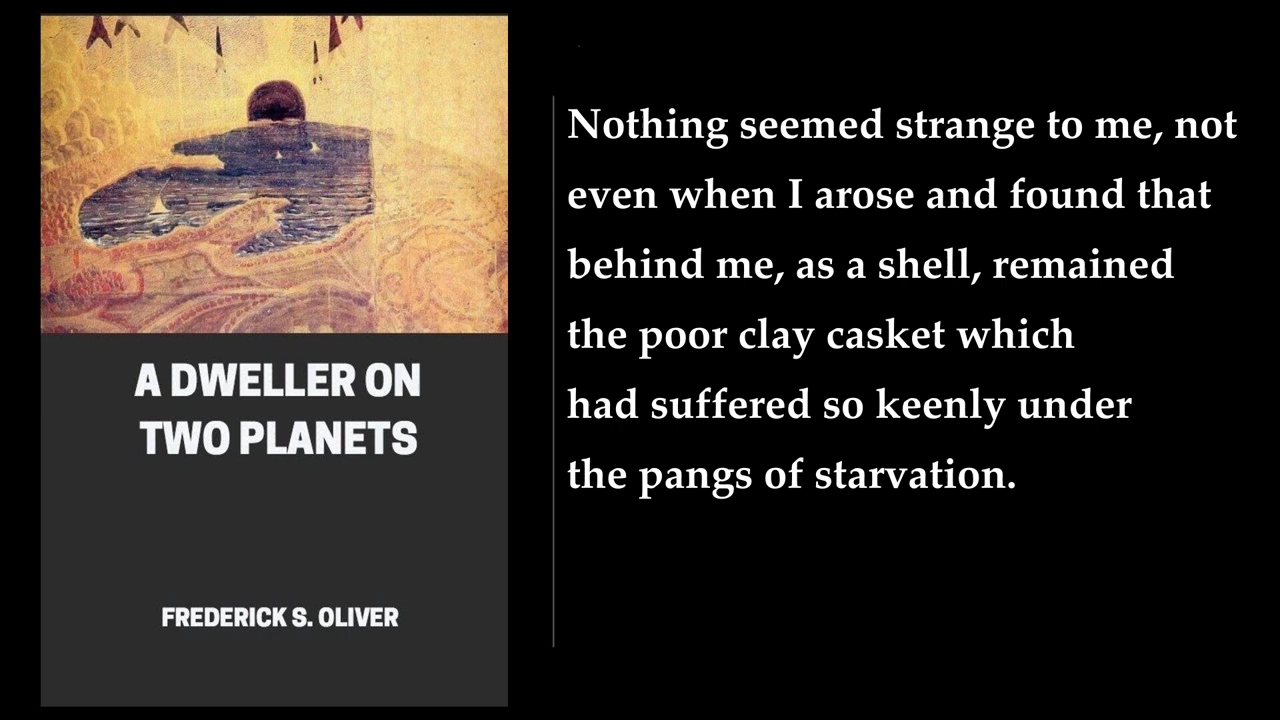 A DWELLER ON
TWO PLANETS
FREDERICK S. OLIVER
Nothing seemed strange to me, not
even when I arose and found that
behind me, as a shell, remained
the poor clay casket which
had suffered so keenly under
the pangs of starvation.